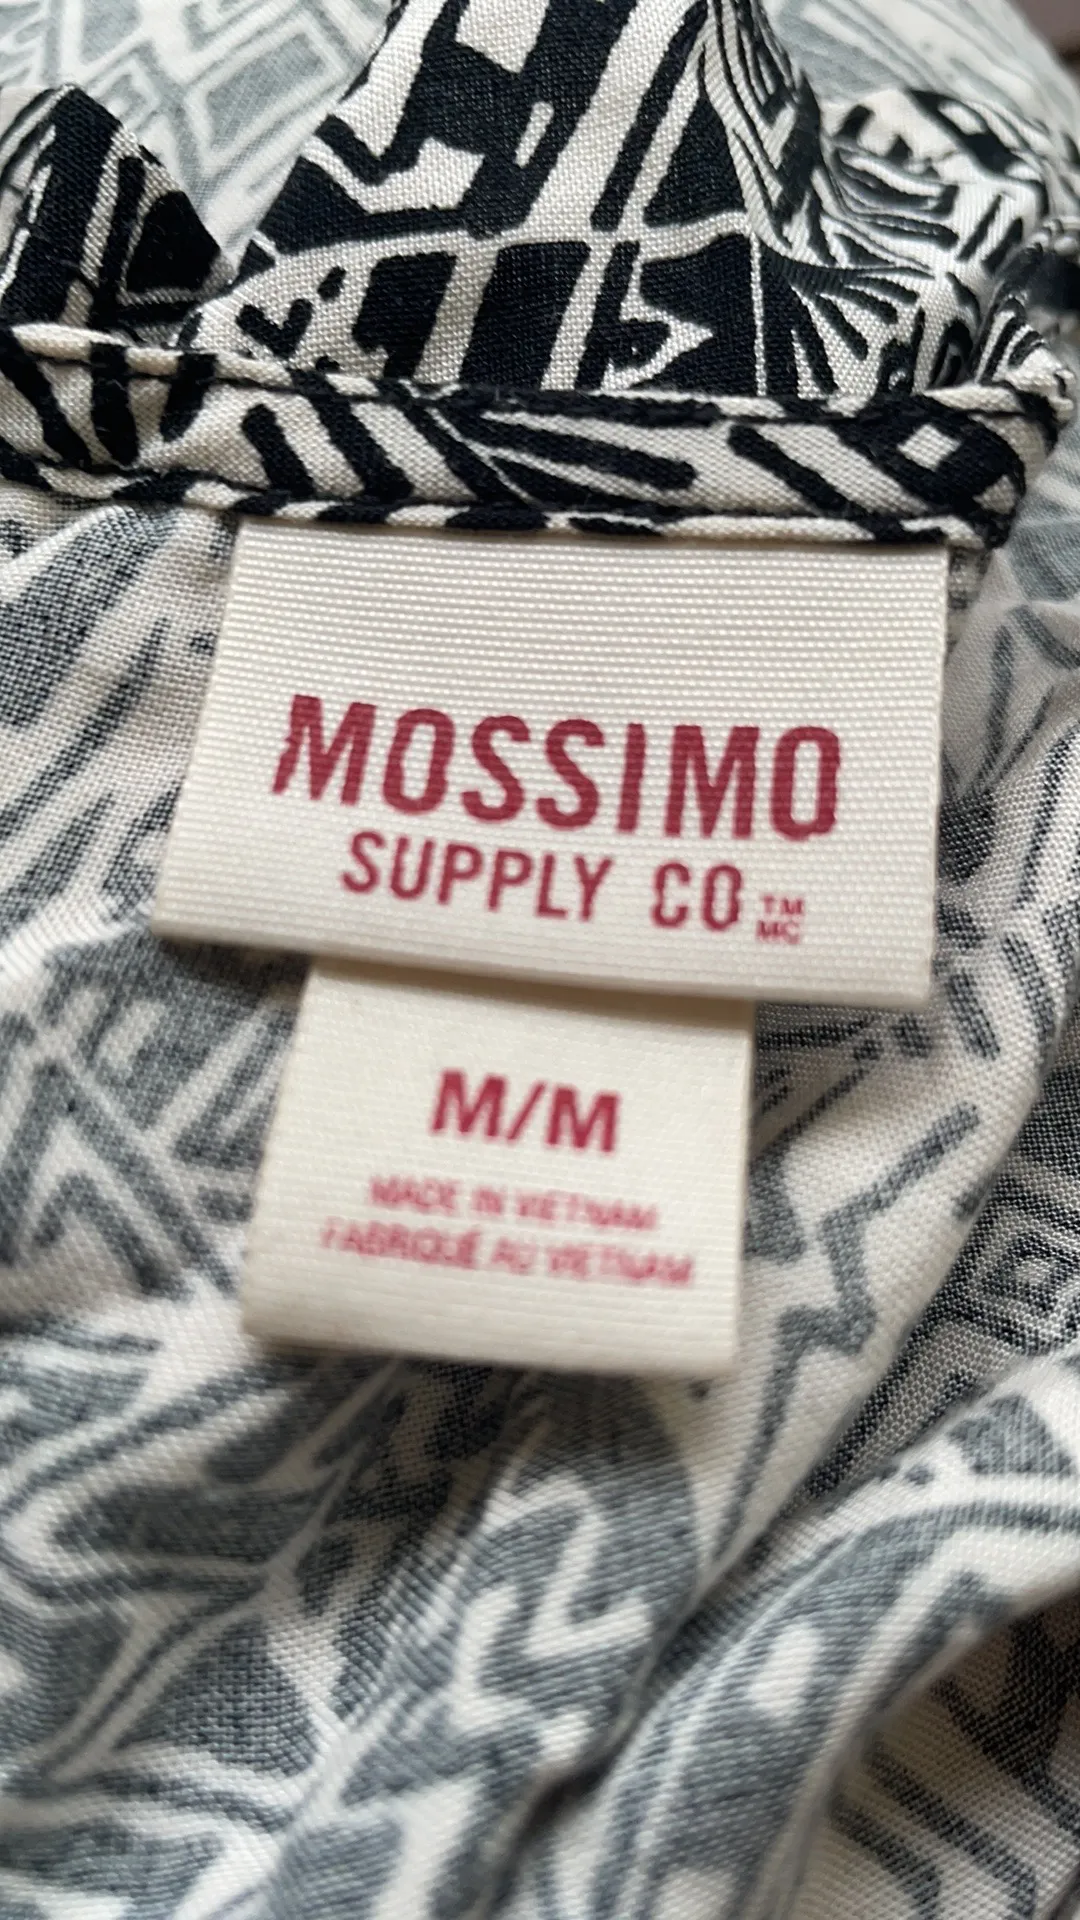 MOSSIMO
SUPPLY CO ™ MC
M/M
MADE IN VIETNAM
FABRIQUÉ AU VIETNAM